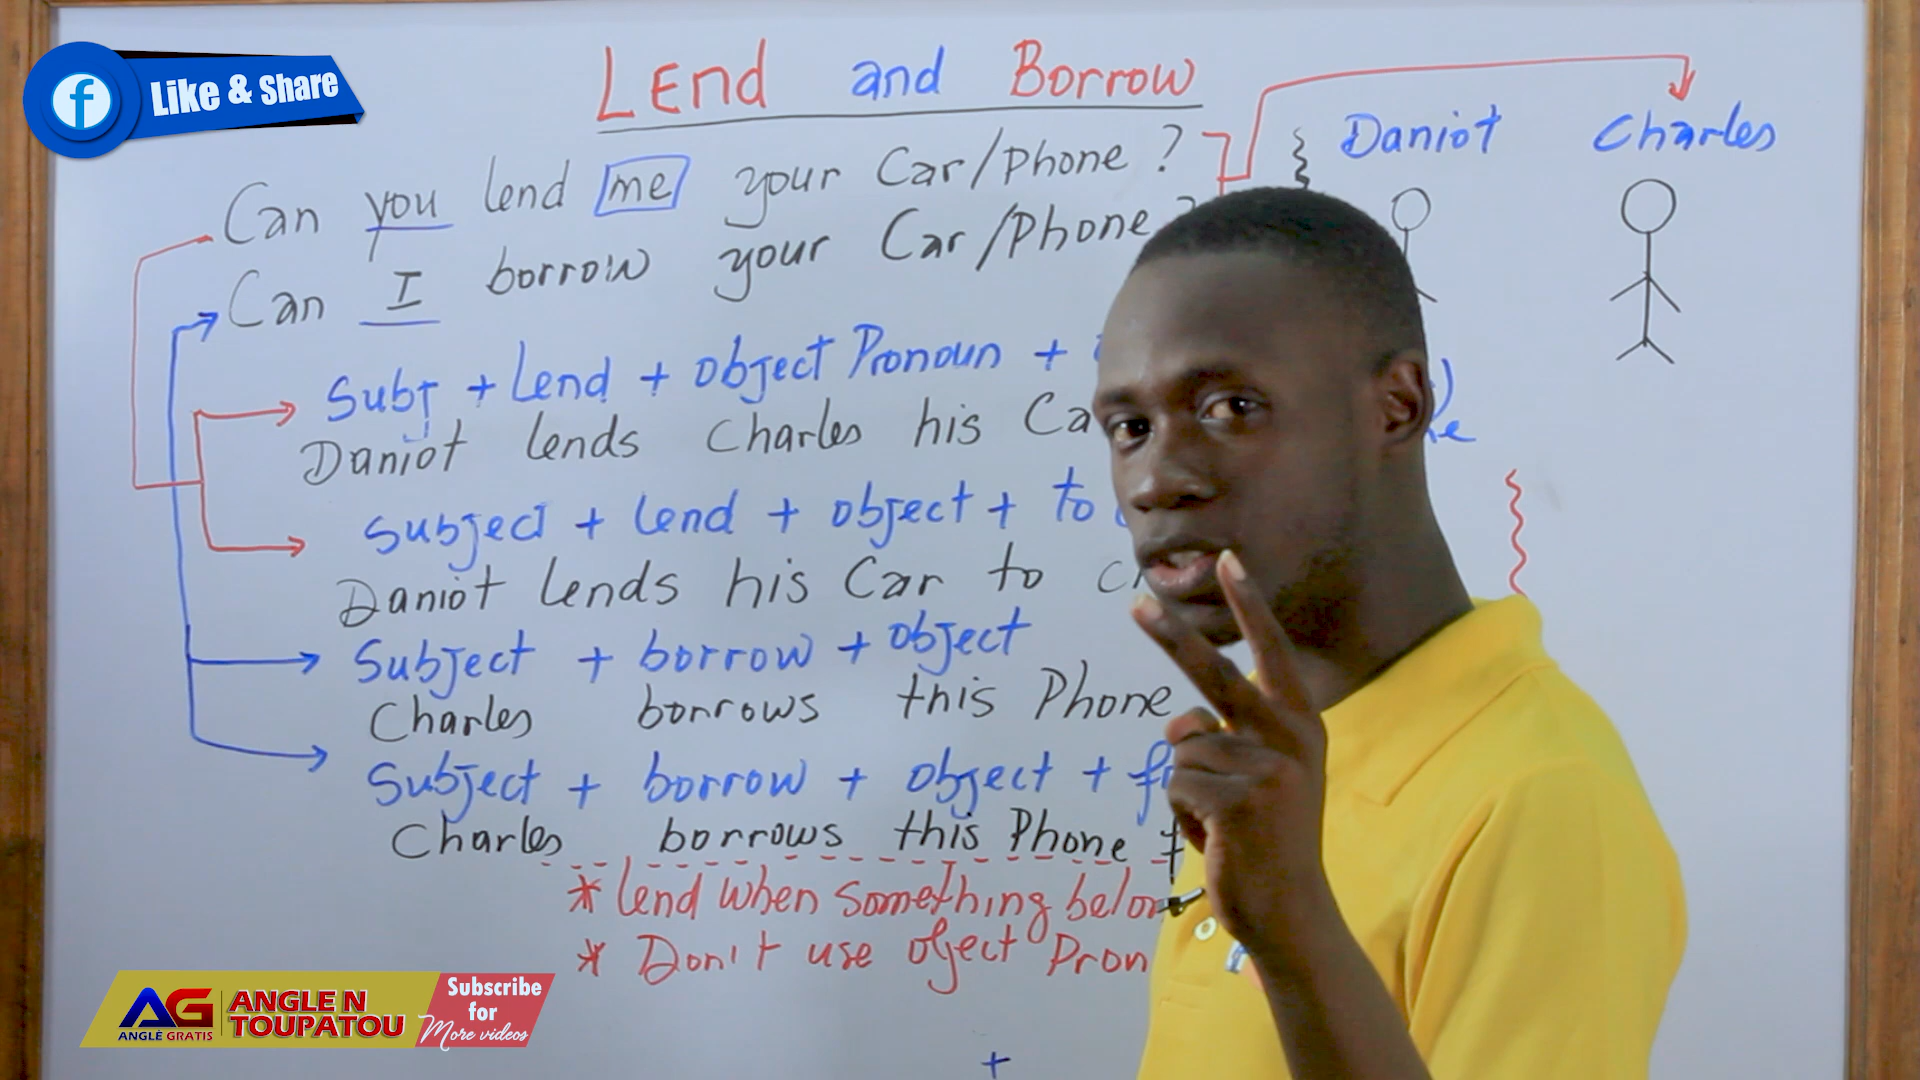 Like & Share
Lend and Borrow
Daniot Charles
Can you lend me your Car/Phone ?
Can I borrow your Car/Phone ?
Subj + Lend + object Pronoun +
Daniot lends Charles his Ca
Subject + lend + object + to
Daniot lends his Car to
Subject + borrow + object
Charles borrows this Phone
Subject + borrow + object +
Charles borrows this Phone
* lend when something belon
* Don't use object Pron
AG ANGLE GRATIS
ANGLE N TOUPATOU
Subscribe
for
More videos
+